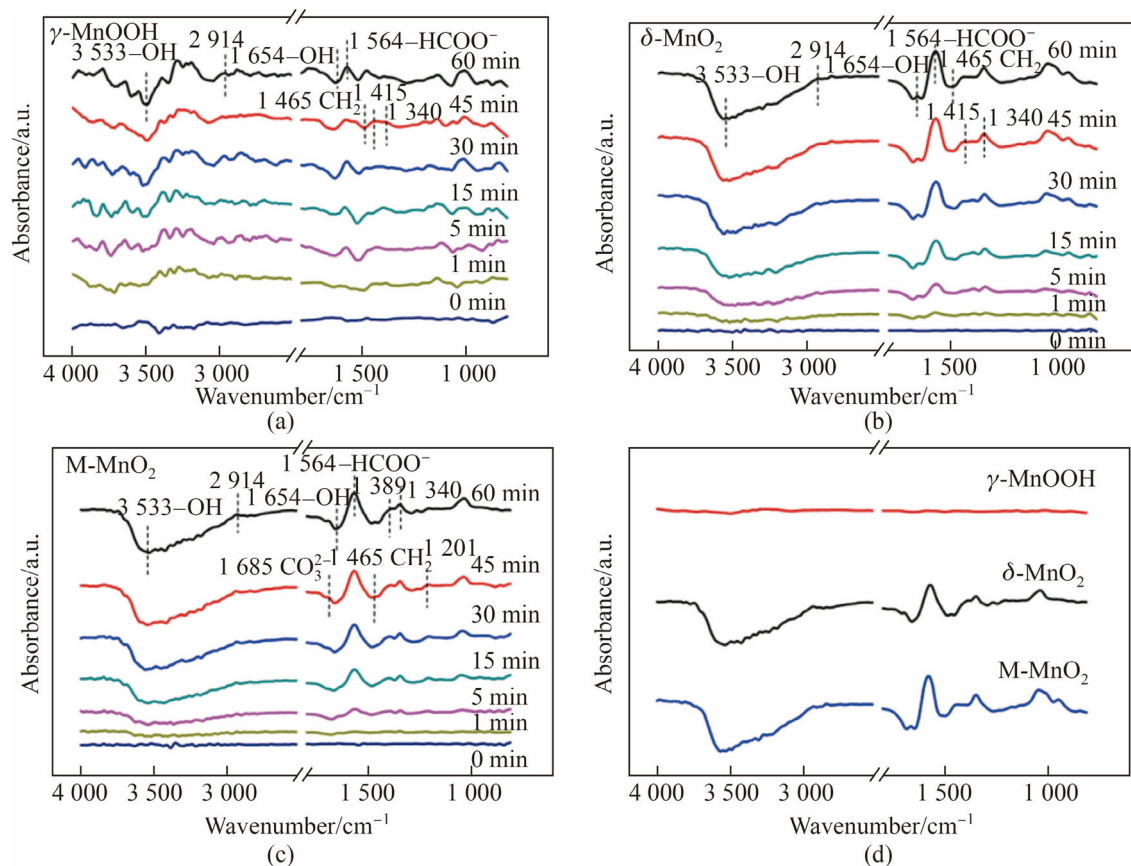 γ-MnOOH
3 533–OH
2 914
1 654–OH
1 564–HCOO⁻
60 min
1 465 CH₂
1 415
1 340
45 min
30 min
15 min
5 min
1 min
0 min
Absorbance/a.u.
4 000 3 500 3 000 1 500 1 000
Wavenumber/cm⁻¹
(a)
δ-MnO₂
3 533–OH
2 914
1 654–OH
1 564–HCOO⁻
1 465 CH₂
60 min
1 415
1 340
45 min
30 min
15 min
5 min
1 min
0 min
Absorbance/a.u.
4 000 3 500 3 000 1 500 1 000
Wavenumber/cm⁻¹
(b)
M-MnO₂
3 533–OH
2 914
1 654–OH
1 564–HCOO⁻
1 389
1 340
60 min
1 685 CO₃²⁻
1 465 CH₂
1 201
45 min
30 min
15 min
5 min
1 min
0 min
Absorbance/a.u.
4 000 3 500 3 000 1 500 1 000
Wavenumber/cm⁻¹
(c)
γ-MnOOH
δ-MnO₂
M-MnO₂
Absorbance/a.u.
4 000 3 500 3 000 1 500 1 000
Wavenumber/cm⁻¹
(d)